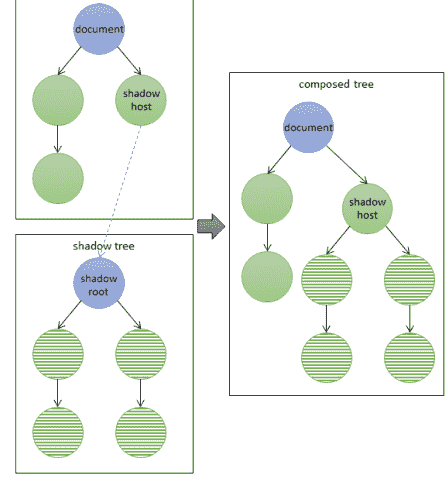 document
shadow
host
shadow tree
shadow
root
composed tree
document
shadow
host